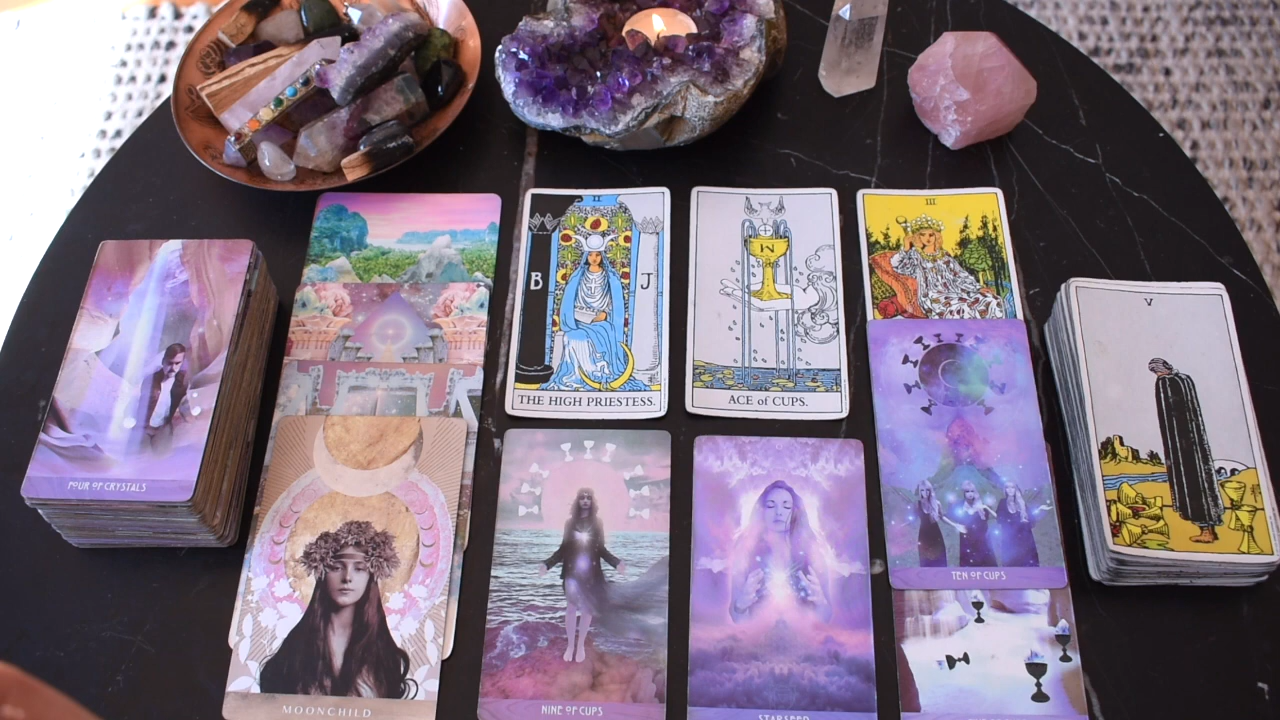 II
B
J
THE HIGH PRIESTESS.
ACE of CUPS.
III
V
FOUR OF CRYSTALS
TEN OF CUPS
MOONCHILD
NINE OF CUPS
STARSEED